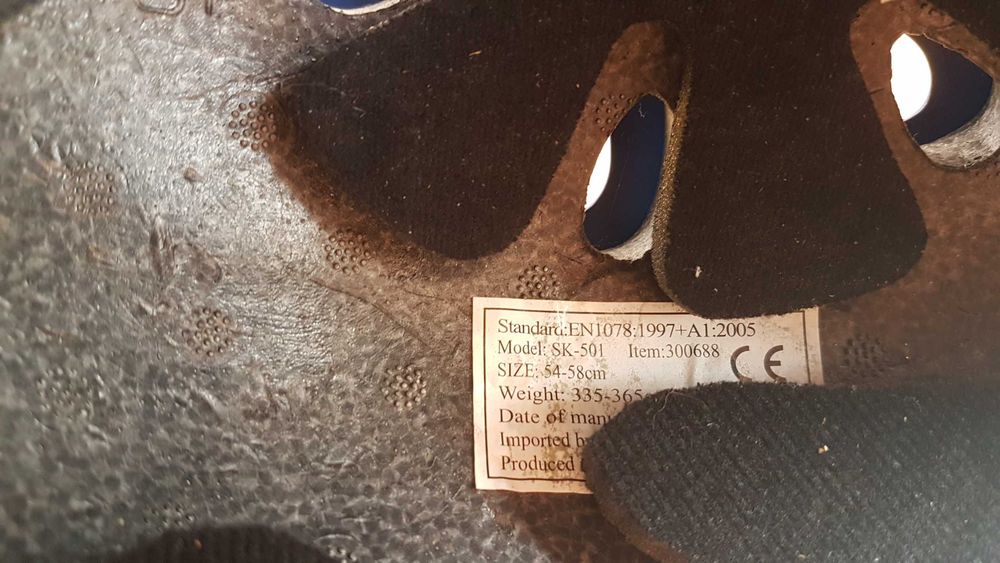 Standard:EN1078:1997+A1:2005
Model: SK-501 Item:300688
SIZE: 54-58cm
CE
Weight: 335-365
Date of
Imported
Produced